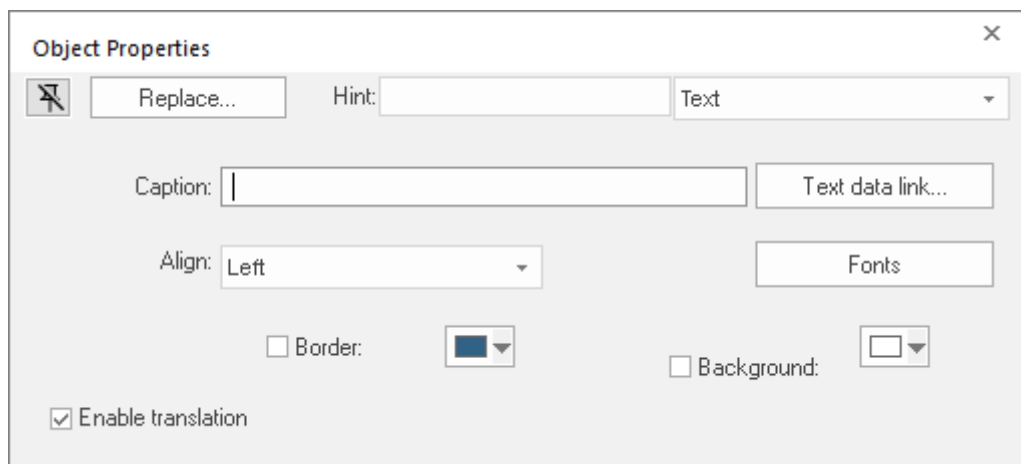 Object Properties
Replace... Hint: Text
Caption: Text data link...
Align: Left Fonts
Border:
Background:
Enable translation